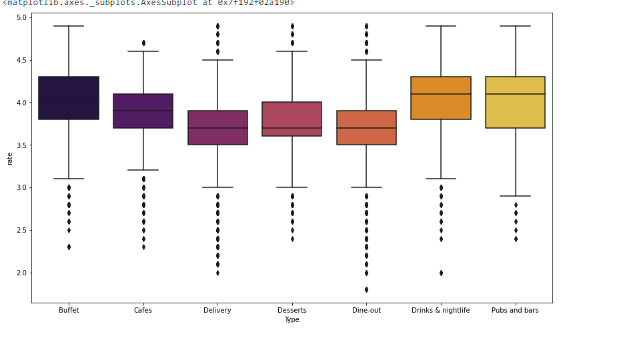 <matplotlib.axes._subplots.AxesSubplot at 0x7f192f02a190>
5.0
4.5
4.0
3.5
3.0
2.5
2.0
rate
Buffet Cafes Delivery Desserts Dine-out Drinks & nightlife Pubs and bars
Type